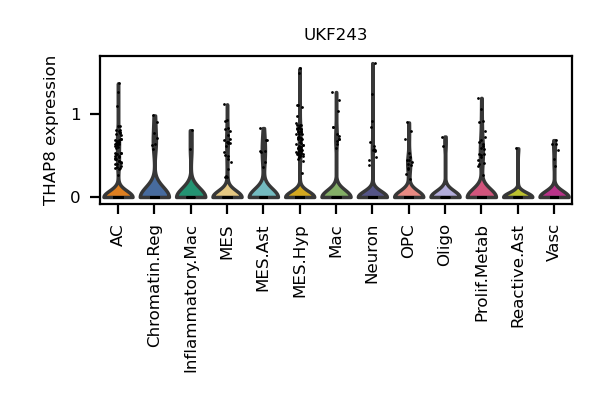 UKF243
THAP8 expression
1
0
AC
Chromatin.Reg
Inflammatory.Mac
MES
MES.Ast
MES.Hyp
Mac
Neuron
OPC
Oligo
Prolif.Metab
Reactive.Ast
Vasc